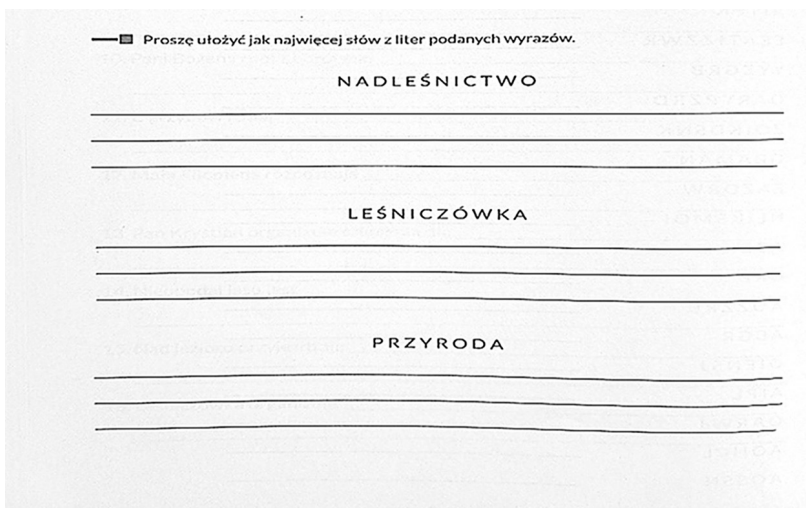 Proszę ułożyć jak najwięcej słów z liter podanych wyrazów.
NADLEŚNICTWO
LEŚNICZÓWKA
PRZYRODA